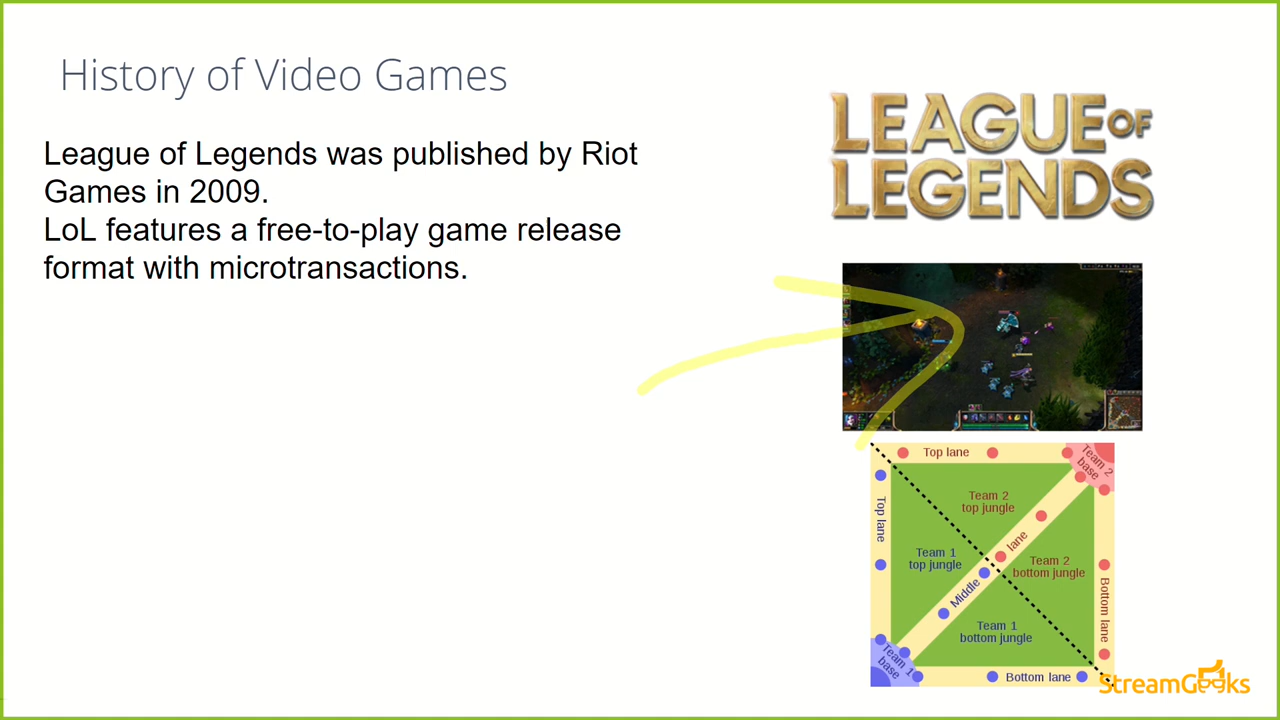 History of Video Games
League of Legends was published by Riot
Games in 2009.
LoL features a free-to-play game release
format with microtransactions.
LEAGUE OF
LEGENDS
Top lane
Team 2
base
Top lane
Team 2
top jungle
Team 1
top jungle
lane
Team 2
bottom jungle
Middle
Bottom lane
Team 1
bottom jungle
Team 1
base
Bottom lane
StreamGeeks